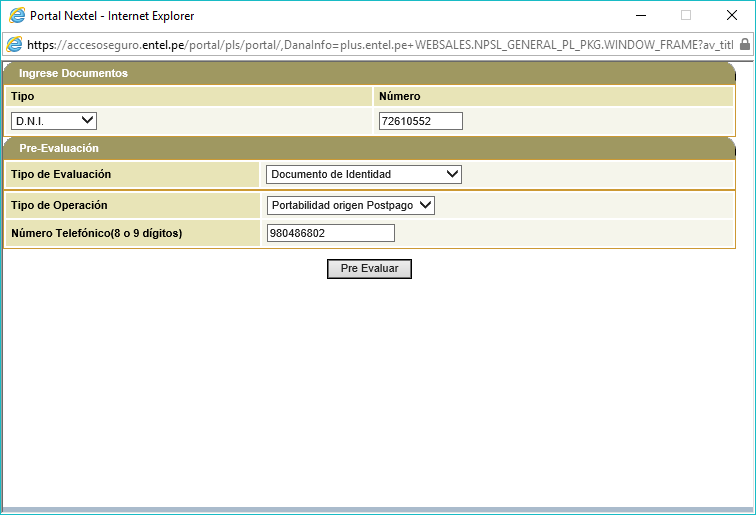 Portal Nextel - Internet Explorer
https://accesoseguro.entel.pe/portal/pls/portal/,DanaInfo=plus.entel.pe+WEBSALES.NPSL_GENERAL_PL_PKG.WINDOW_FRAME?av_titl
Ingrese Documentos
Tipo Número
D.N.I. 72610552
Pre-Evaluación
Tipo de Evaluación Documento de Identidad
Tipo de Operación Portabilidad origen Postpago
Número Telefónico(8 o 9 dígitos) 980486802
Pre Evaluar